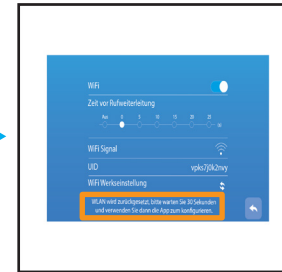 WiFi
Zeit vor Rufweiterleitung
Aus 0 5 10 15 20 25
WiFi Signal
UID vpks7j0k2nvy
WiFi Werkseinstellung
WLAN wird zurückgesetzt, bitte warten Sie 30 Sekunden
und verwenden Sie dann die App zum konfigurieren.